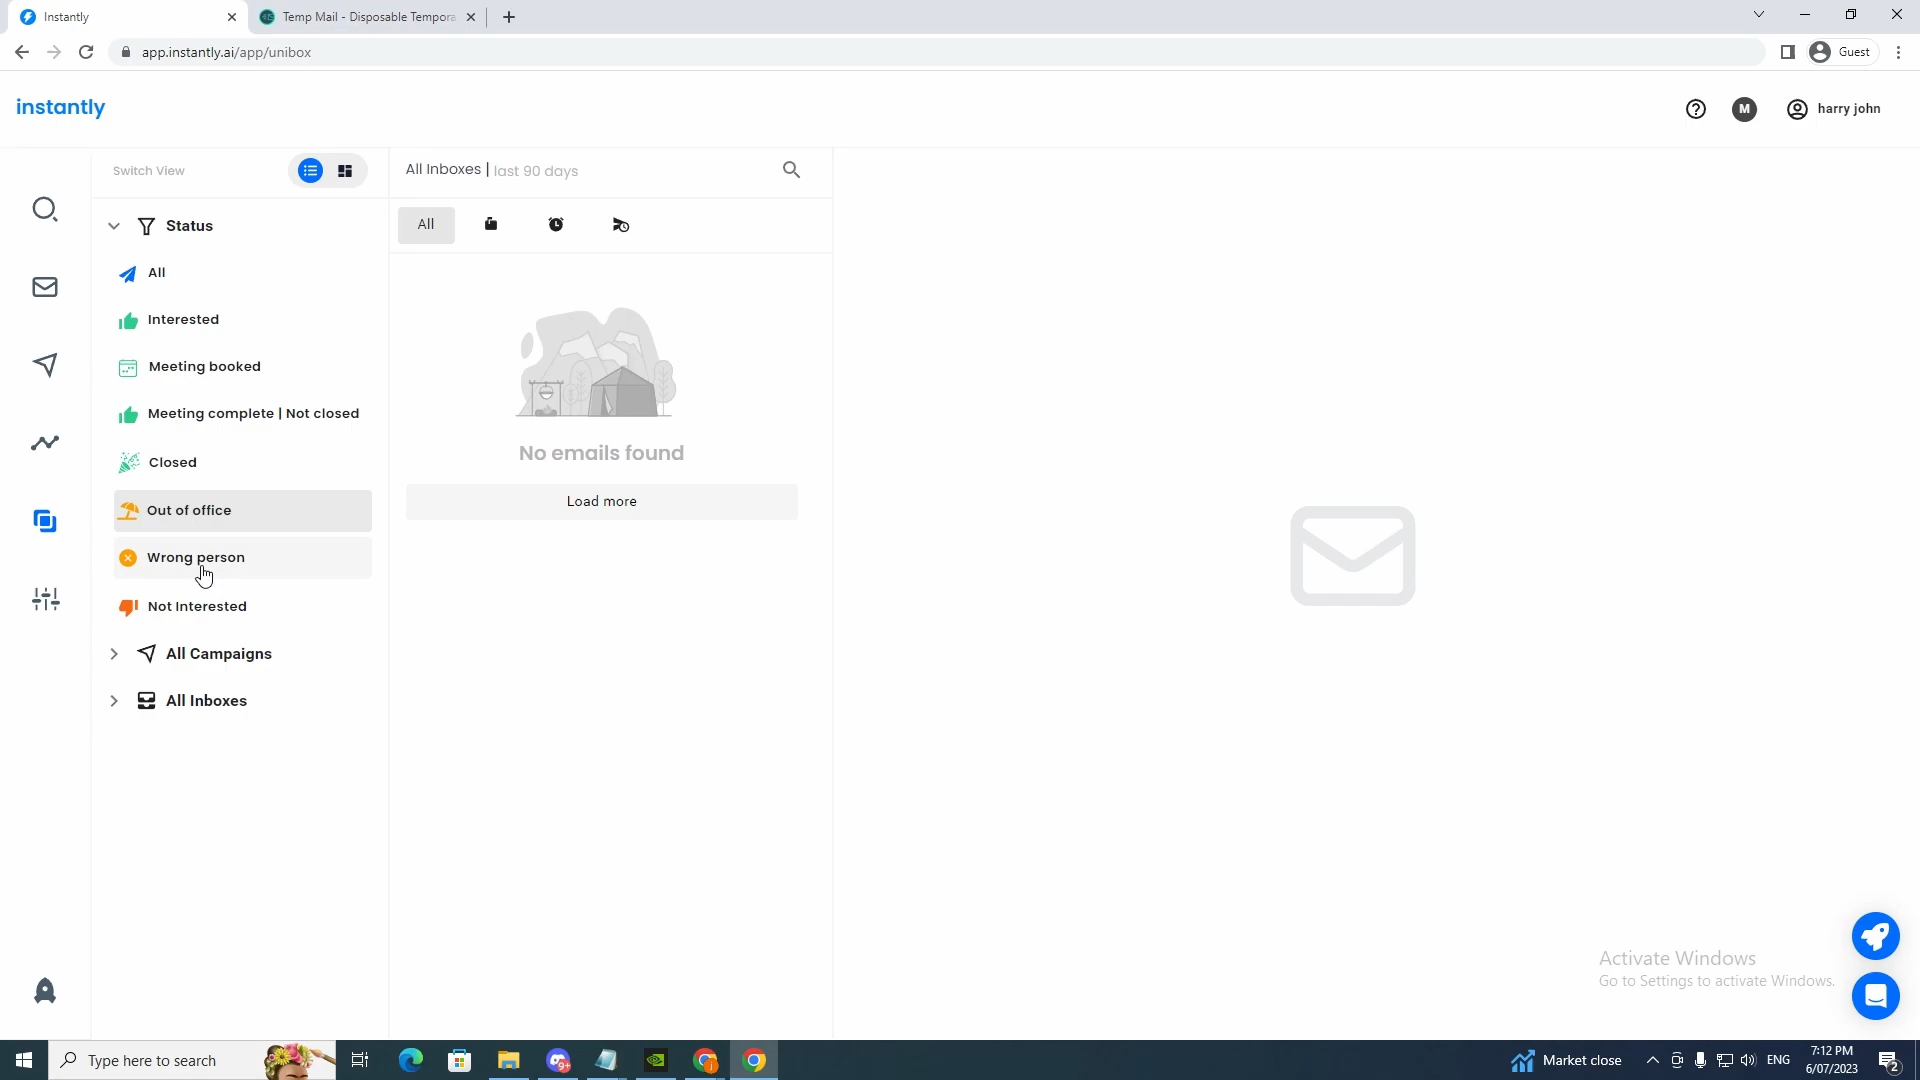 Instantly
Temp Mail - Disposable Tempora
app.instantly.ai/app/unibox
Guest
instantly
M
harry john
Switch View
All Inboxes | last 90 days
Status
All
All
Interested
Meeting booked
Meeting complete | Not closed
Closed
Out of office
Wrong person
Not Interested
All Campaigns
All Inboxes
No emails found
Load more
Activate Windows
Go to Settings to activate Windows.
Type here to search
9+
Market close
ENG
7:12 PM
6/07/2023
2